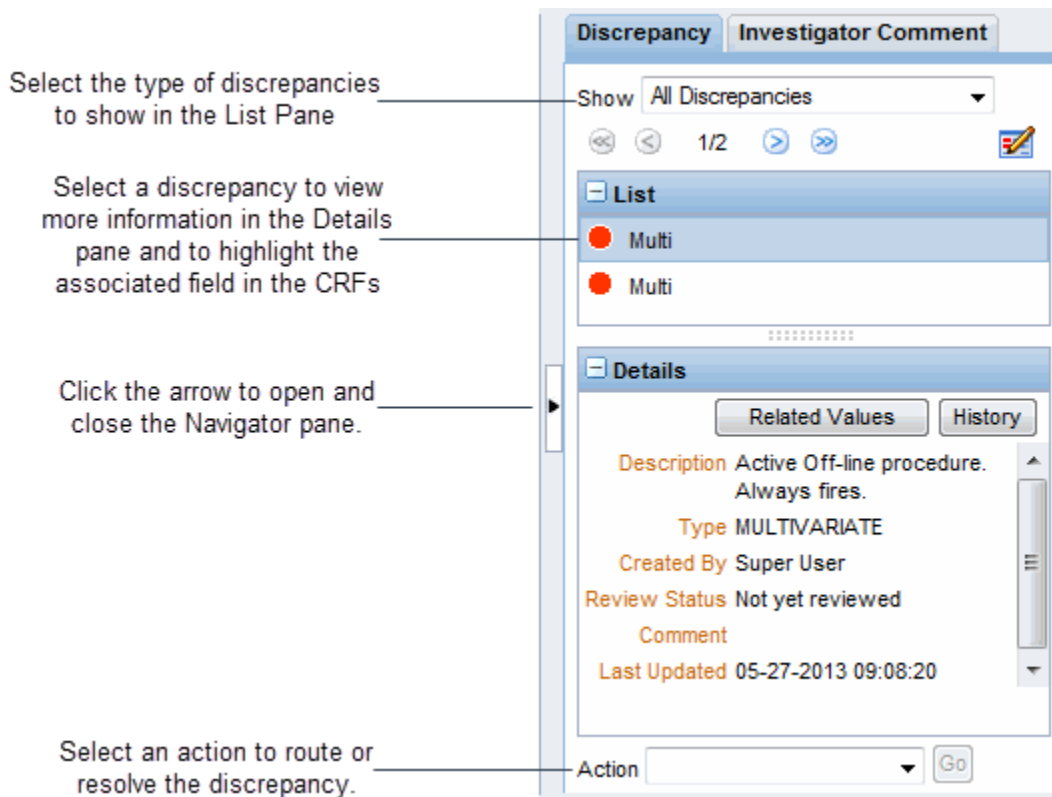 Discrepancy
Investigator Comment
Select the type of discrepancies
to show in the List Pane
Show All Discrepancies
1/2
Select a discrepancy to view
more information in the Details
pane and to highlight the
associated field in the CRFs
List
Multi
Multi
Click the arrow to open and
close the Navigator pane.
Details
Related Values
History
Description Active Off-line procedure.
Always fires.
Type MULTIVARIATE
Created By Super User
Review Status Not yet reviewed
Comment
Last Updated 05-27-2013 09:08:20
Select an action to route or
resolve the discrepancy.
Action
Go